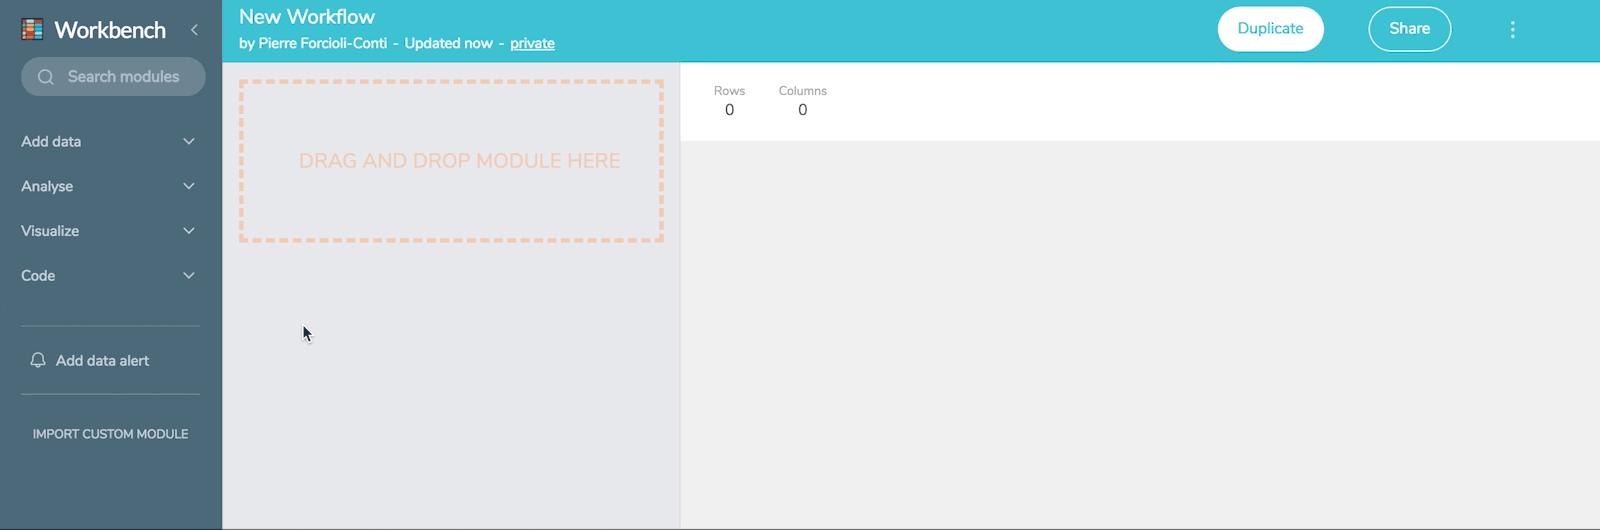 Workbench
Search modules
Add data
Analyse
Visualize
Code
Add data alert
IMPORT CUSTOM MODULE
New Workflow
by Pierre Forcioli-Conti - Updated now - private
Duplicate
Share
DRAG AND DROP MODULE HERE
Rows Columns
0 0